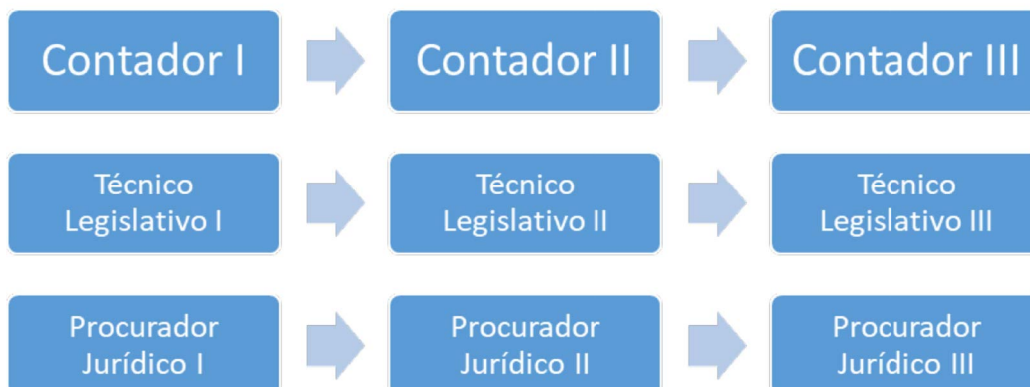 Contador I
Contador II
Contador III
Técnico
Legislativo I
Técnico
Legislativo II
Técnico
Legislativo III
Procurador
Jurídico I
Procurador
Jurídico II
Procurador
Jurídico III